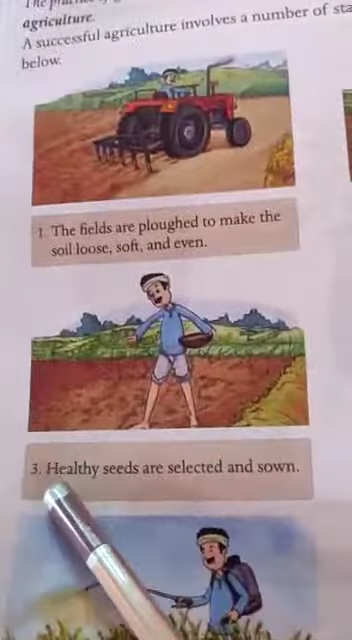 The
agriculture.
A successful agriculture involves a number of
below.
1. The fields are ploughed to make the
soil loose, soft, and even.
3. Healthy seeds are selected and sown.